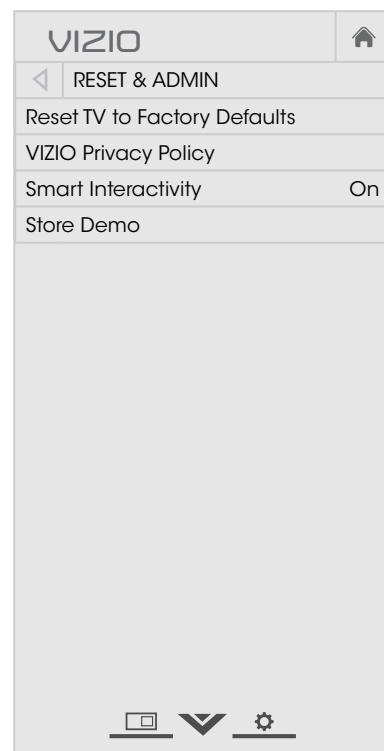 VIZIO
RESET & ADMIN
Reset TV to Factory Defaults
VIZIO Privacy Policy
Smart Interactivity On
Store Demo